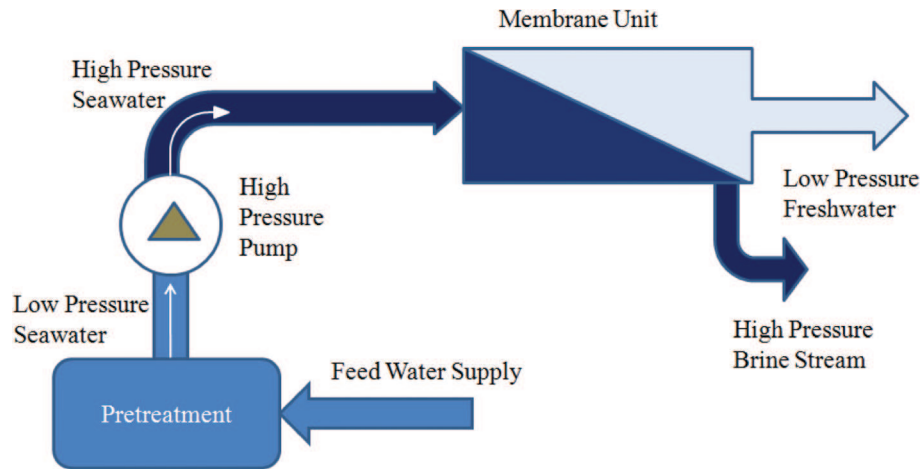 Membrane Unit
High Pressure
Seawater
High
Pressure
Pump
Low Pressure
Freshwater
Low Pressure
Seawater
High Pressure
Brine Stream
Feed Water Supply
Pretreatment